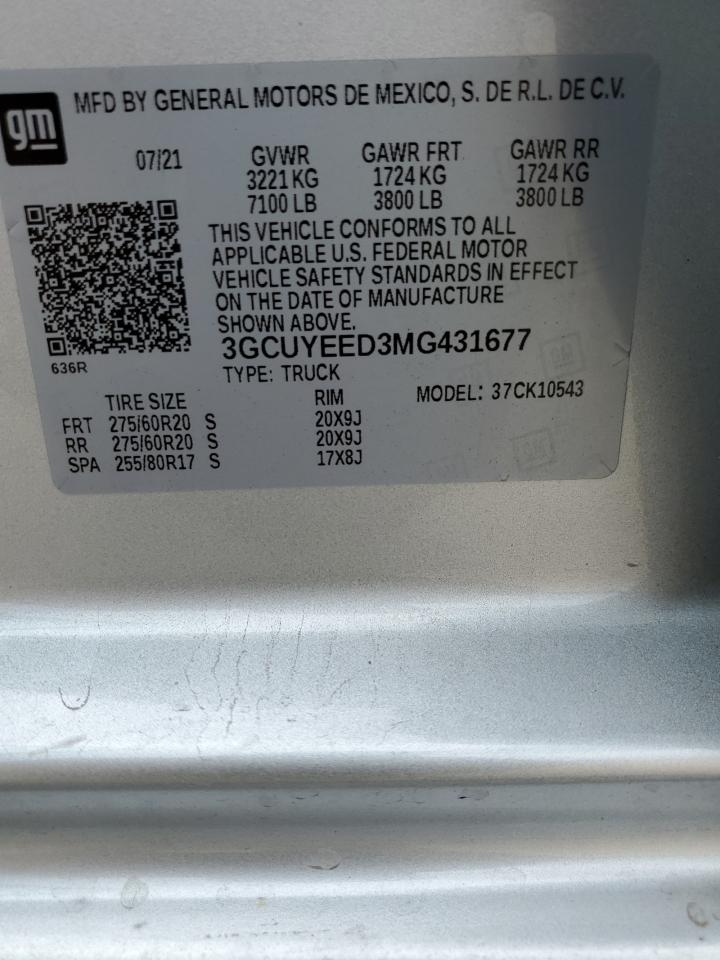 gm
MFD BY GENERAL MOTORS DE MEXICO, S. DE R.L. DE C.V.
07/21 GVWR GAWR FRT GAWR RR
3221 KG 1724 KG 1724 KG
7100 LB 3800 LB 3800 LB
THIS VEHICLE CONFORMS TO ALL
APPLICABLE U.S. FEDERAL MOTOR
VEHICLE SAFETY STANDARDS IN EFFECT
ON THE DATE OF MANUFACTURE
SHOWN ABOVE.
3GCUYEED3MG431677
636R
TYPE: TRUCK
TIRE SIZE RIM MODEL: 37CK10543
FRT 275/60R20 S 20X9J
RR 275/60R20 S 20X9J
SPA 255/80R17 S 17X8J